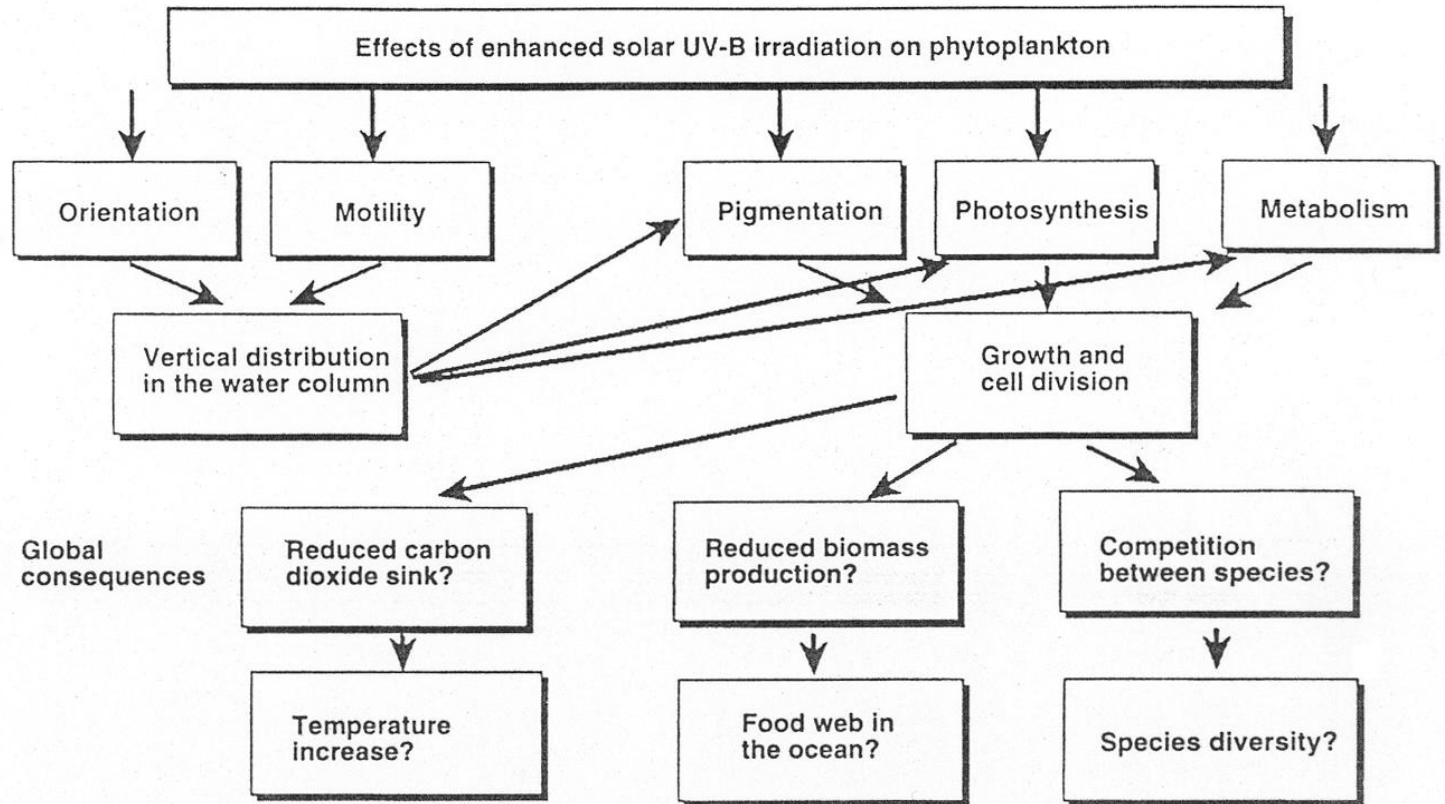 Effects of enhanced solar UV-B irradiation on phytoplankton
Orientation
Motility
Pigmentation
Photosynthesis
Metabolism
Vertical distribution
in the water column
Growth and
cell division
Global
consequences
Reduced carbon
dioxide sink?
Reduced biomass
production?
Competition
between species?
Temperature
increase?
Food web in
the ocean?
Species diversity?